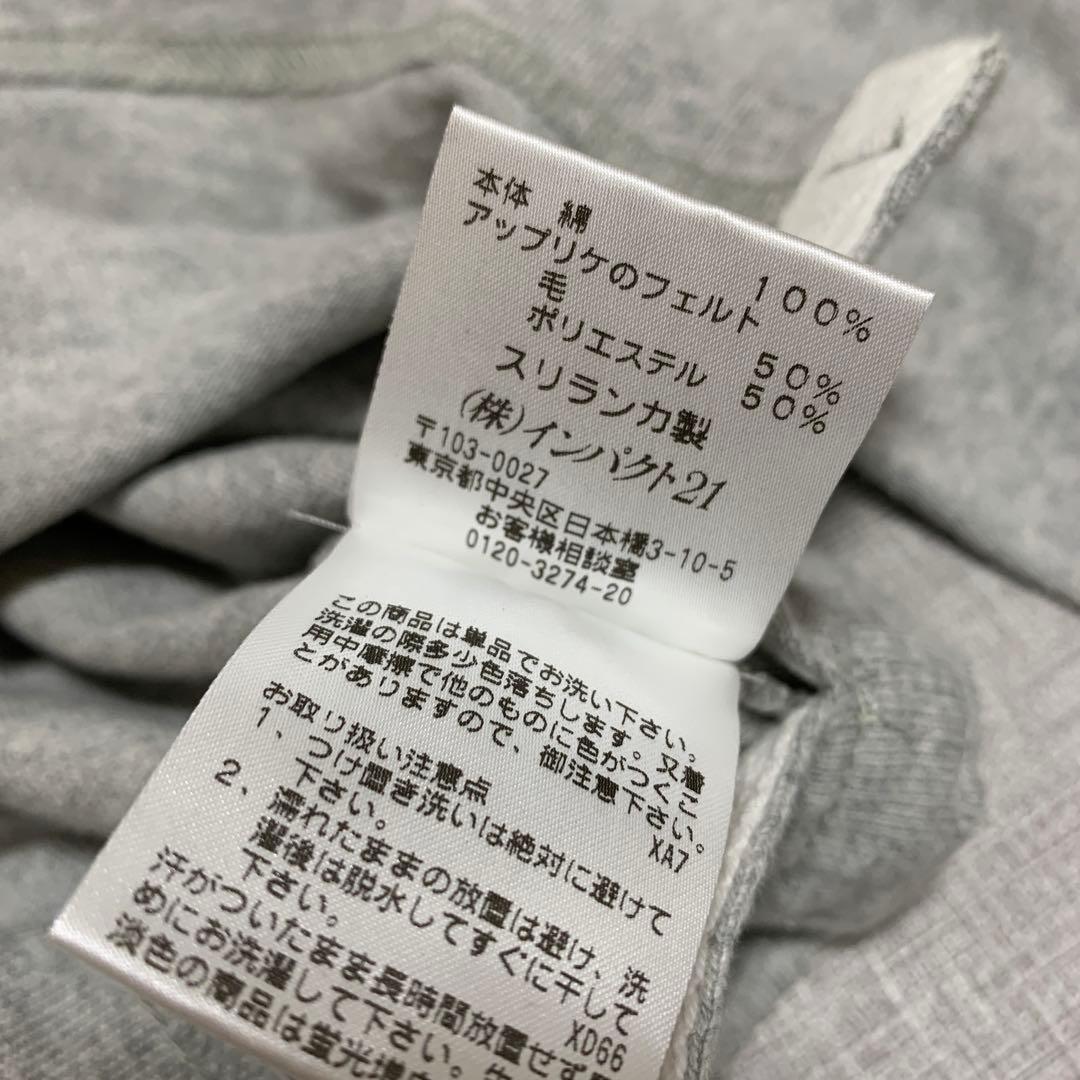 本体　綿　　　　　　　100%
アップリケのフェルト
毛　　　　　　　50%
ポリエステル　50%
スリランカ製
(株)インパクト21
〒103-0027
東京都中央区日本橋3-10-5
お客様相談室
0120-3274-20
この商品は単品でお洗い下さい。
洗濯の際多少色落ちします。又着
用中摩擦で他のものに色がつくこ
とがありますので、御注意下さい。
XA7
お取り扱い注意点
1、つけ置き洗いは絶対に避けて
下さい。
2、濡れたままの放置は避け、洗
濯後は脱水してすぐに干して
下さい。
XD66
汗がついたまま長時間放置せず
めにお洗濯して下さい。
淡色の商品は蛍光増